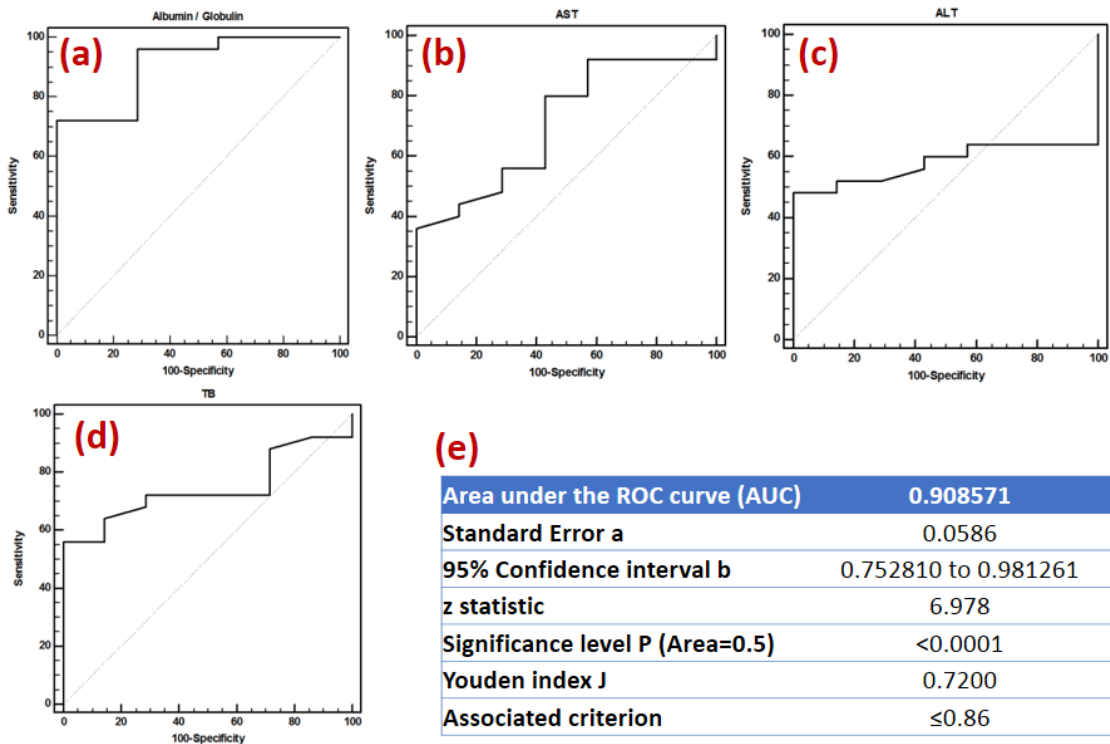 Albumin / Globulin
(a)
100
80
60
40
20
0
Sensitivity
0 20 40 60 80 100
100-Specificity
AST
(b)
100
80
60
40
20
0
Sensitivity
0 20 40 60 80 100
100-Specificity
ALT
(c)
100
80
60
40
20
0
Sensitivity
0 20 40 60 80 100
100-Specificity
TB
(d)
100
80
60
40
20
0
Sensitivity
0 20 40 60 80 100
100-Specificity
(e)
Area under the ROC curve (AUC) 0.908571
Standard Error a 0.0586
95% Confidence interval b 0.752810 to 0.981261
z statistic 6.978
Significance level P (Area=0.5) <0.0001
Youden index J 0.7200
Associated criterion ≤0.86